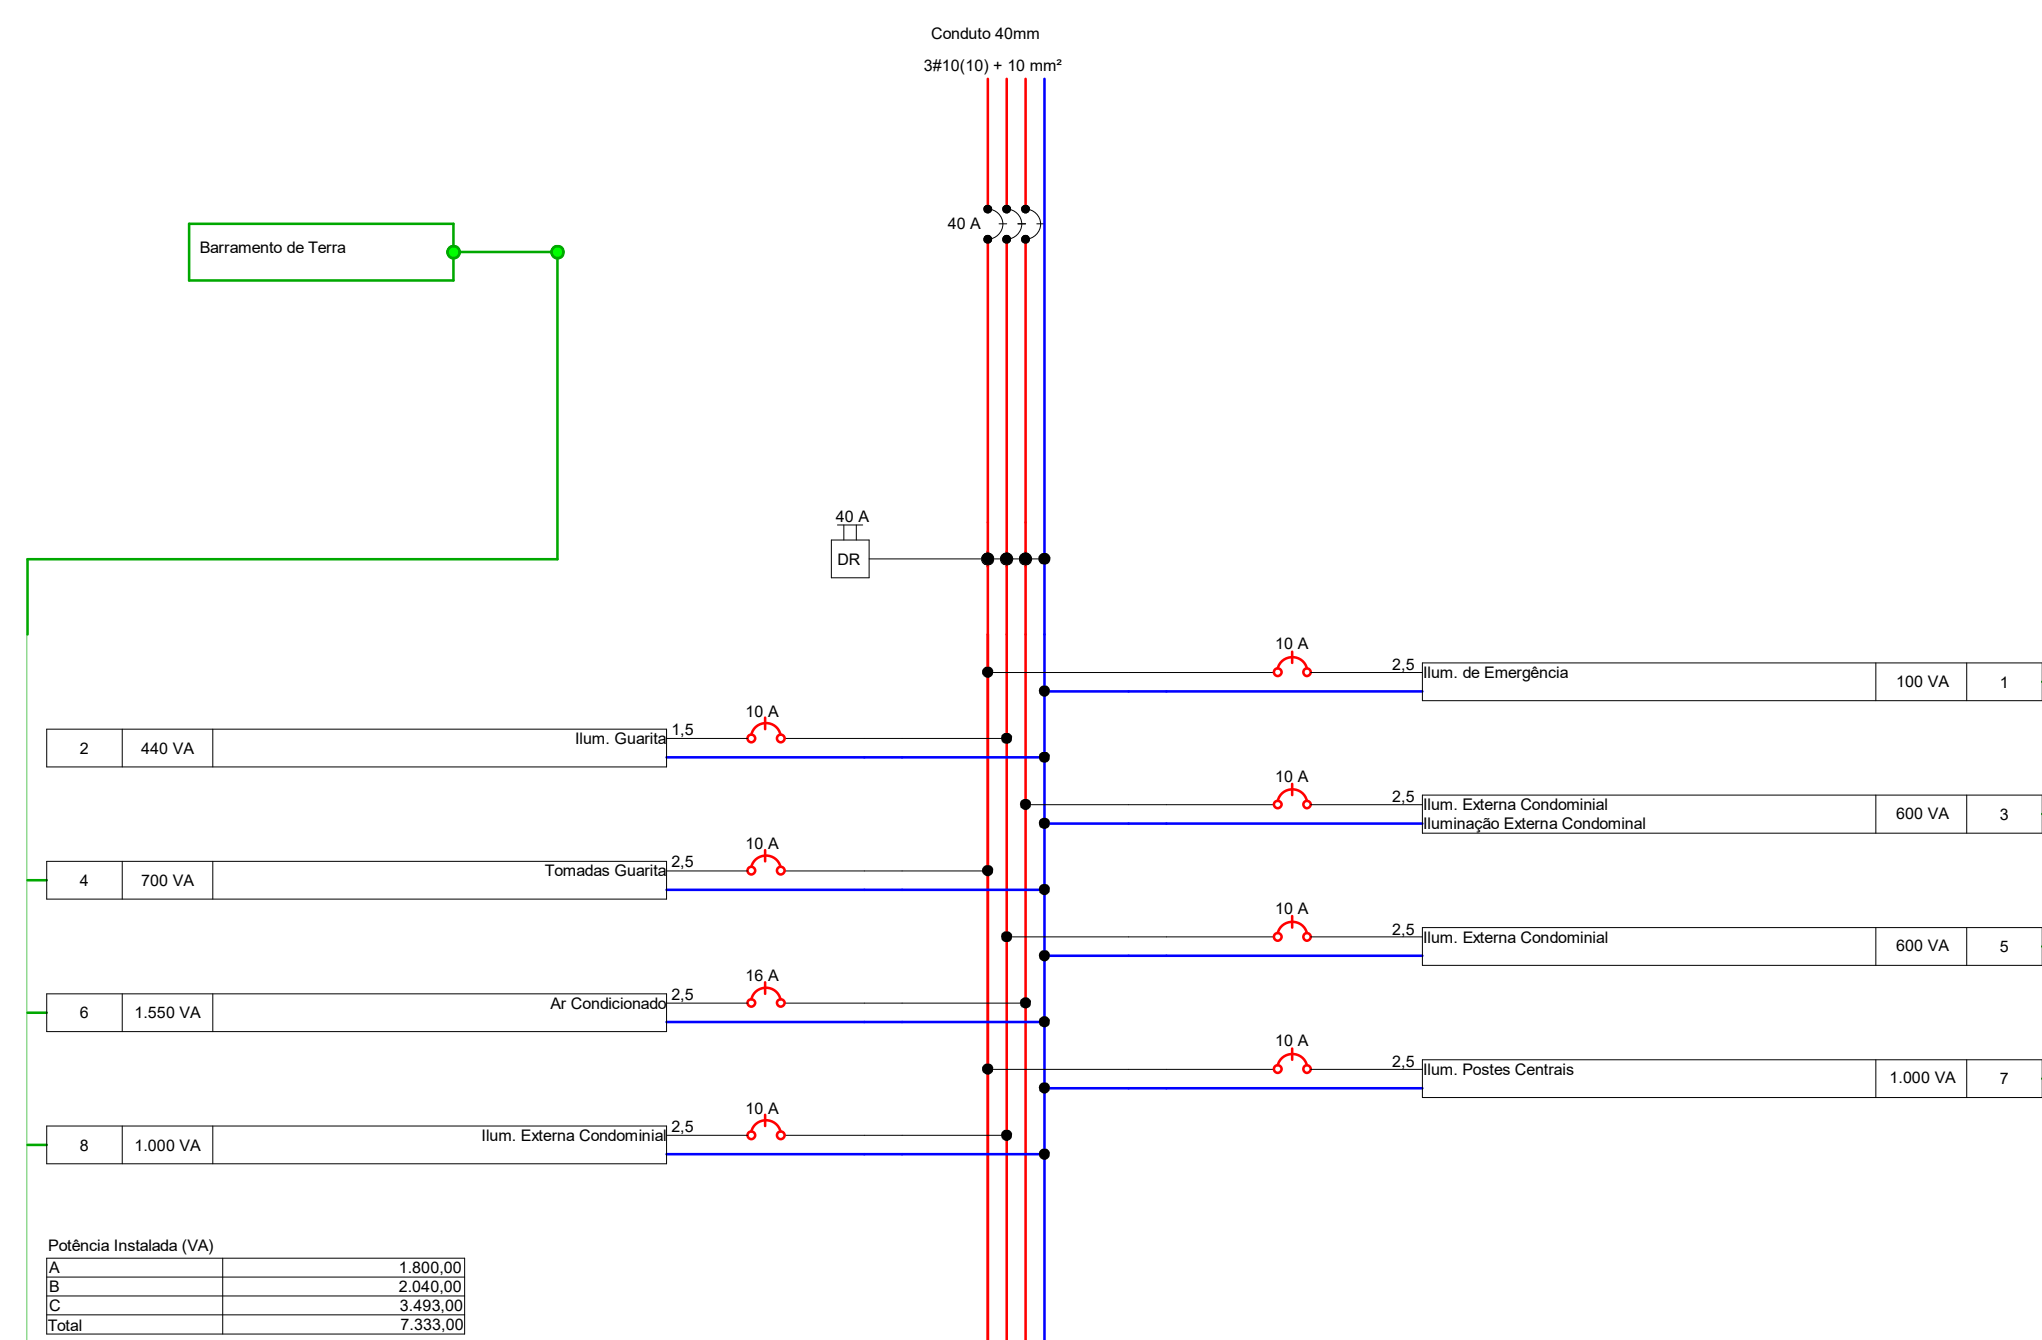 Conduto 40mm
3#10(10) + 10 mm²
40 A
Barramento de Terra
40 A
DR
10 A
2,5 Ilum. de Emergência 100 VA 1
10 A
2 440 VA Ilum. Guarita 1,5
10 A
2,5 Ilum. Externa Condominial 600 VA 3
Iluminação Externa Condominal
10 A
4 700 VA Tomadas Guarita 2,5
10 A
2,5 Ilum. Externa Condominial 600 VA 5
16 A
6 1.550 VA Ar Condicionado 2,5
10 A
2,5 Ilum. Postes Centrais 1.000 VA 7
10 A
8 1.000 VA Ilum. Externa Condominial 2,5
Potência Instalada (VA)
A 1.800,00
B 2.040,00
C 3.493,00
Total 7.333,00